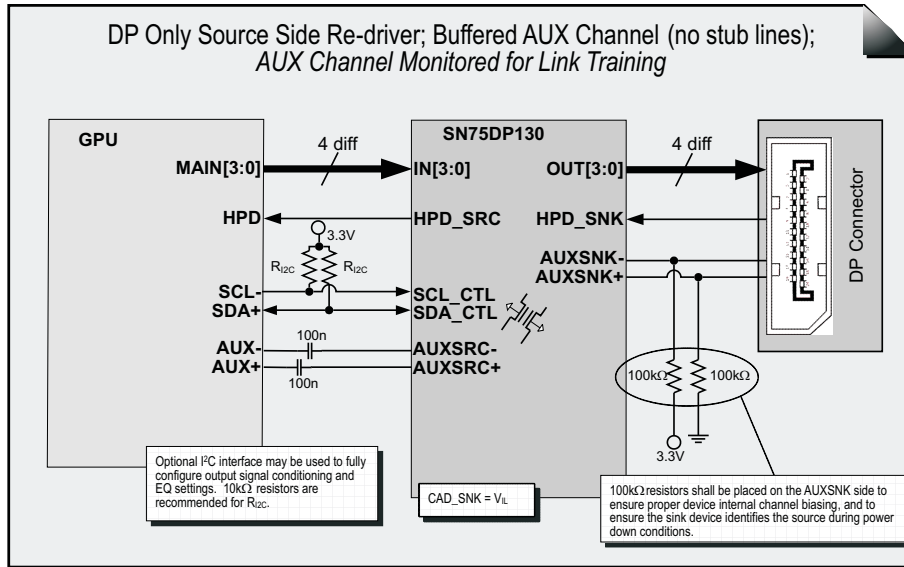 DP Only Source Side Re-driver; Buffered AUX Channel (no stub lines);
AUX Channel Monitored for Link Training
GPU
SN75DP130
MAIN[3:0]
4 diff
IN[3:0]
OUT[3:0]
4 diff
DP Connector
HPD
HPD_SRC
HPD_SNK
3.3V
RI2C
RI2C
AUXSNK-
AUXSNK+
SCL-
SCL_CTL
SDA+
SDA_CTL
100n
AUX-
AUXSRC-
AUX+
AUXSRC+
100n
100kΩ
100kΩ
3.3V
Optional I²C interface may be used to fully
configure output signal conditioning and
EQ settings. 10kΩ resistors are
recommended for RI2C.
CAD_SNK = VIL
100kΩ resistors shall be placed on the AUXSNK side to
ensure proper device internal channel biasing, and to
ensure the sink device identifies the source during power
down conditions.